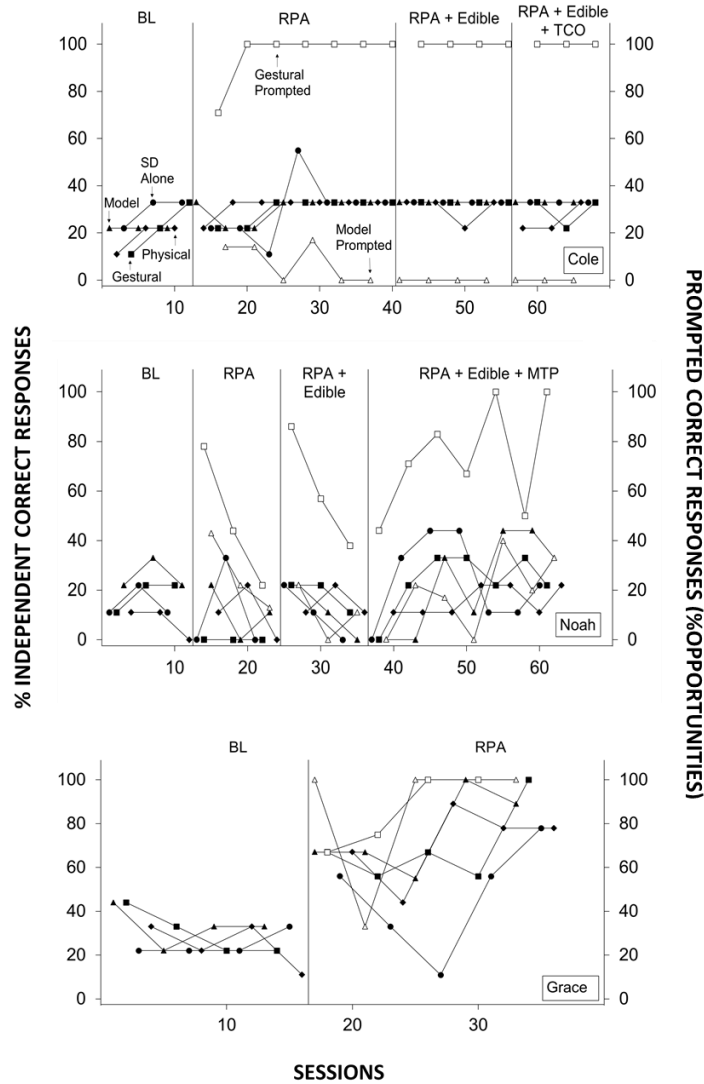 BL RPA RPA + Edible RPA + Edible
+ TCO
100 100
80 Gestural
Prompted 80
60 60
SD
Alone
40 40
Model
Model
Prompted
20 20
Physical
Gestural
0 Cole 0
10 20 30 40 50 60
% INDEPENDENT CORRECT RESPONSES
PROMPTED CORRECT RESPONSES (%OPPORTUNITIES)
BL RPA RPA +
Edible RPA + Edible + MTP
100 100
80 80
60 60
40 40
20 20
0 Noah 0
10 20 30 40 50 60
BL RPA
100 100
80 80
60 60
40 40
20 20
0 Grace 0
10 20 30
SESSIONS